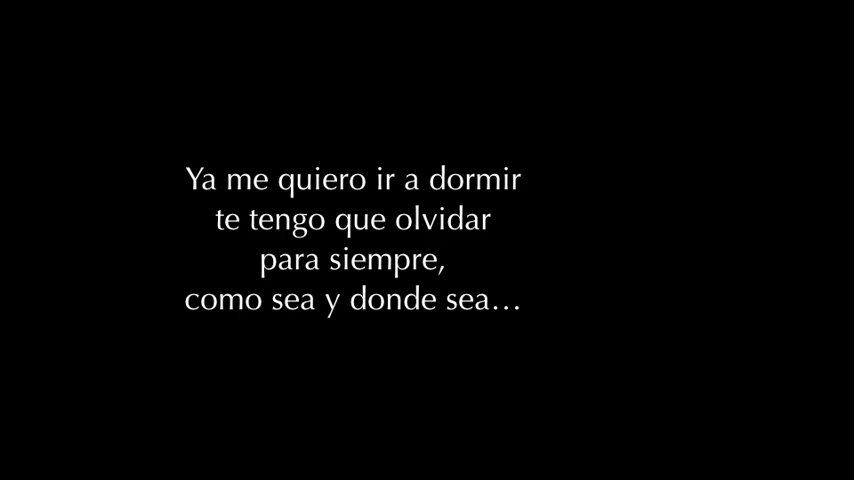 Ya me quiero ir a dormir
te tengo que olvidar
para siempre,
como sea y donde sea…